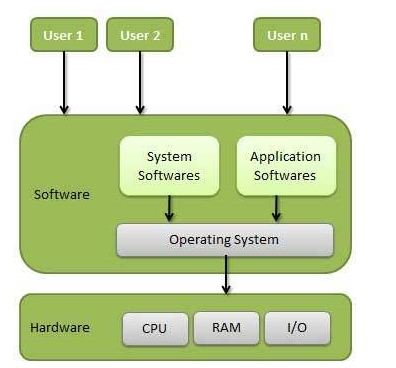 User 1
User 2
User n
System
Softwares
Application
Softwares
Software
Operating System
Hardware
CPU
RAM
I/O